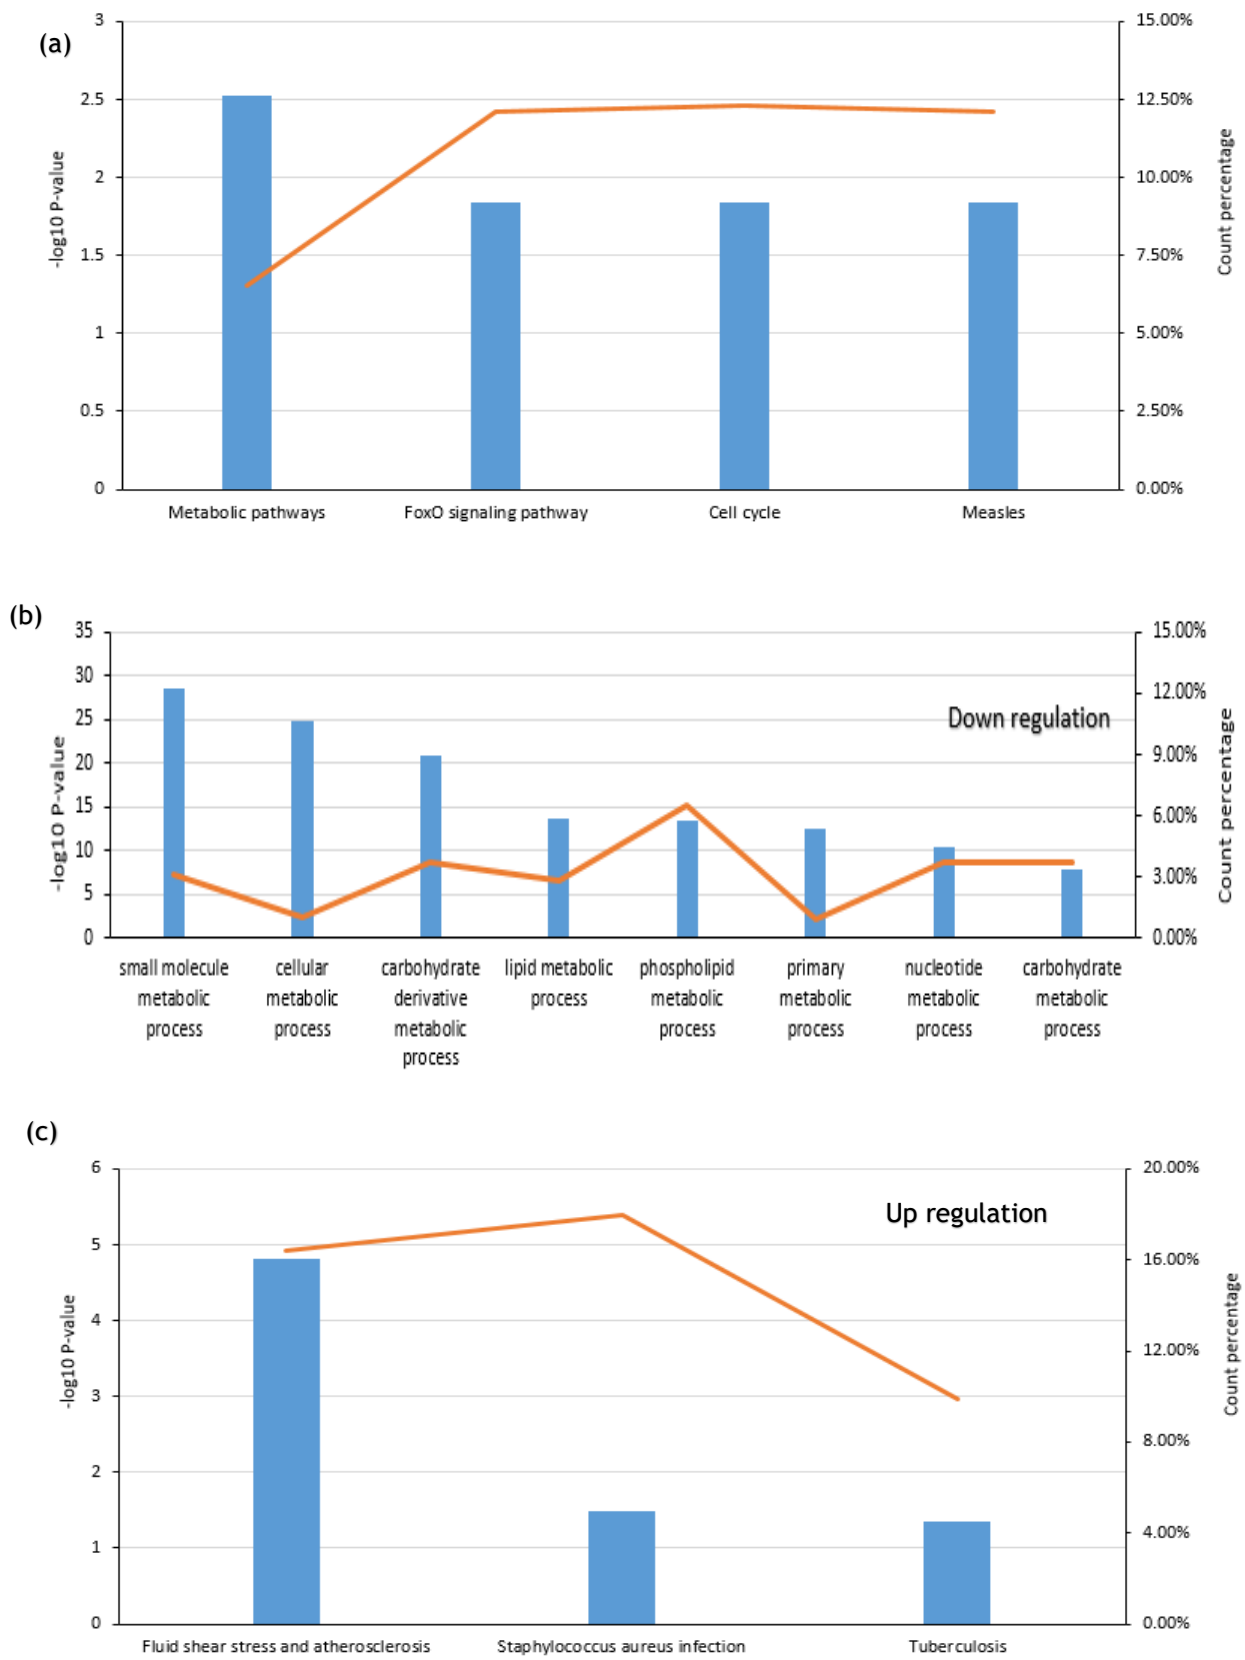 (a)
3
2.5
2
1.5
1
0.5
0
-log10 P-value
15.00%
12.50%
10.00%
7.50%
5.00%
2.50%
0.00%
Count percentage
Metabolic pathways
FoxO signaling pathway
Cell cycle
Measles
(b)
35
30
25
20
15
10
5
0
-log10 P-value
Down regulation
15.00%
12.00%
9.00%
6.00%
3.00%
0.00%
Count percentage
small molecule
metabolic
process
cellular
metabolic
process
carbohydrate
derivative
metabolic
process
lipid metabolic
process
phospholipid
metabolic
process
primary
metabolic
process
nucleotide
metabolic
process
carbohydrate
metabolic
process
(c)
6
5
4
3
2
1
0
-log10 P-value
Up regulation
20.00%
16.00%
12.00%
8.00%
4.00%
0.00%
Count percentage
Fluid shear stress and atherosclerosis
Staphylococcus aureus infection
Tuberculosis